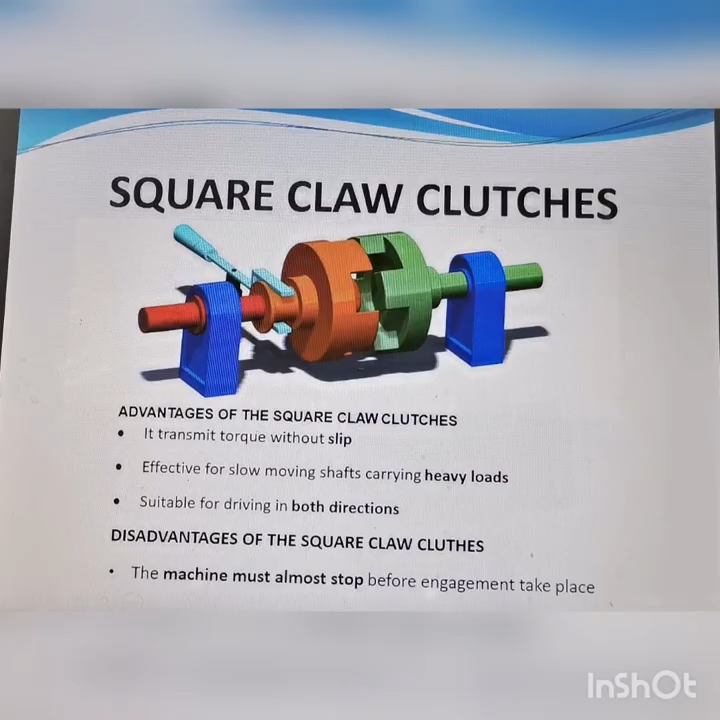 SQUARE CLAW CLUTCHES
ADVANTAGES OF THE SQUARE CLAW CLUTCHES
• It transmit torque without slip
• Effective for slow moving shafts carrying heavy loads
• Suitable for driving in both directions
DISADVANTAGES OF THE SQUARE CLAW CLUTHES
• The machine must almost stop before engagement take place
InShOt